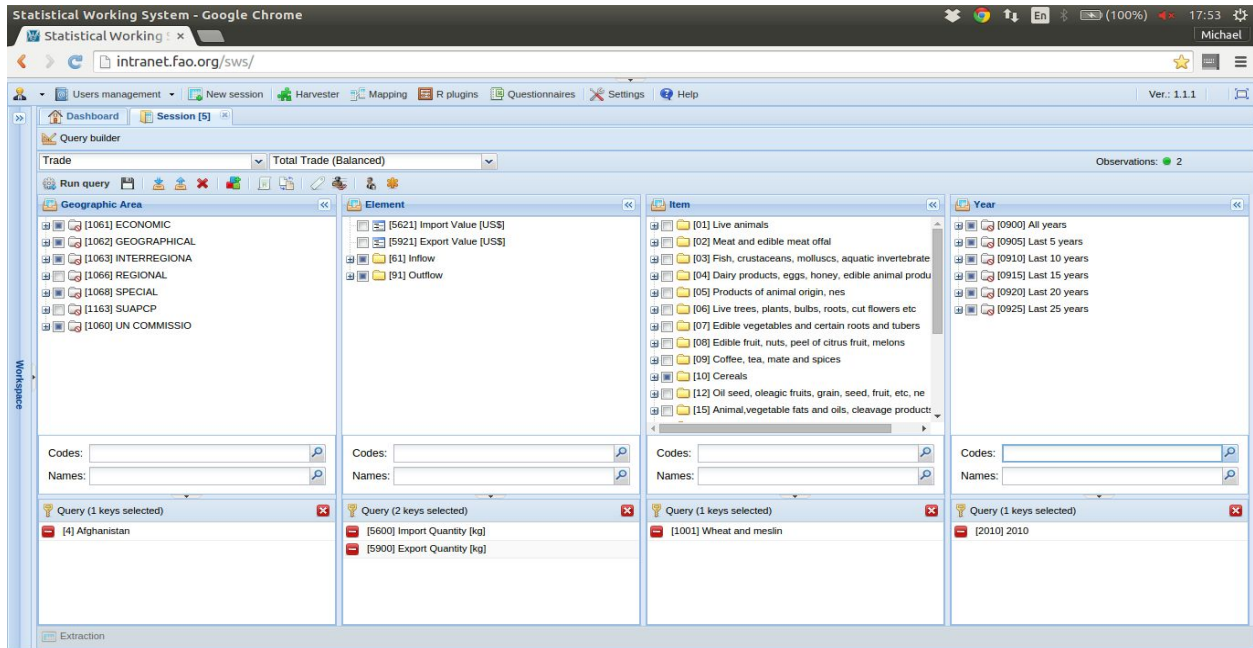 Statistical Working System - Google Chrome
En (100%) 17:53
Statistical Working S × Michael
intranet.fao.org/sws/
Users management New session Harvester Mapping R plugins Questionnaires Settings Help Ver.: 1.1.1
Dashboard Session [5]
Query builder
Trade Total Trade (Balanced) Observations: 2
Run query
Geographic Area
[1061] ECONOMIC
[1062] GEOGRAPHICAL
[1063] INTERREGIONA
[1066] REGIONAL
[1068] SPECIAL
[1163] SUAPCP
[1060] UN COMMISSIO
Codes:
Names:
Query (1 keys selected)
[4] Afghanistan
Element
[5621] Import Value [US$]
[5921] Export Value [US$]
[61] Inflow
[91] Outflow
Codes:
Names:
Query (2 keys selected)
[5600] Import Quantity [kg]
[5900] Export Quantity [kg]
Item
[01] Live animals
[02] Meat and edible meat offal
[03] Fish, crustaceans, molluscs, aquatic invertebrate
[04] Dairy products, eggs, honey, edible animal produ
[05] Products of animal origin, nes
[06] Live trees, plants, bulbs, roots, cut flowers etc
[07] Edible vegetables and certain roots and tubers
[08] Edible fruit, nuts, peel of citrus fruit, melons
[09] Coffee, tea, mate and spices
[10] Cereals
[12] Oil seed, oleagic fruits, grain, seed, fruit, etc, ne
[15] Animal,vegetable fats and oils, cleavage products
Codes:
Names:
Query (1 keys selected)
[1001] Wheat and meslin
Year
[0900] All years
[0905] Last 5 years
[0910] Last 10 years
[0915] Last 15 years
[0920] Last 20 years
[0925] Last 25 years
Codes:
Names:
Query (1 keys selected)
[2010] 2010
Workspace
Extraction